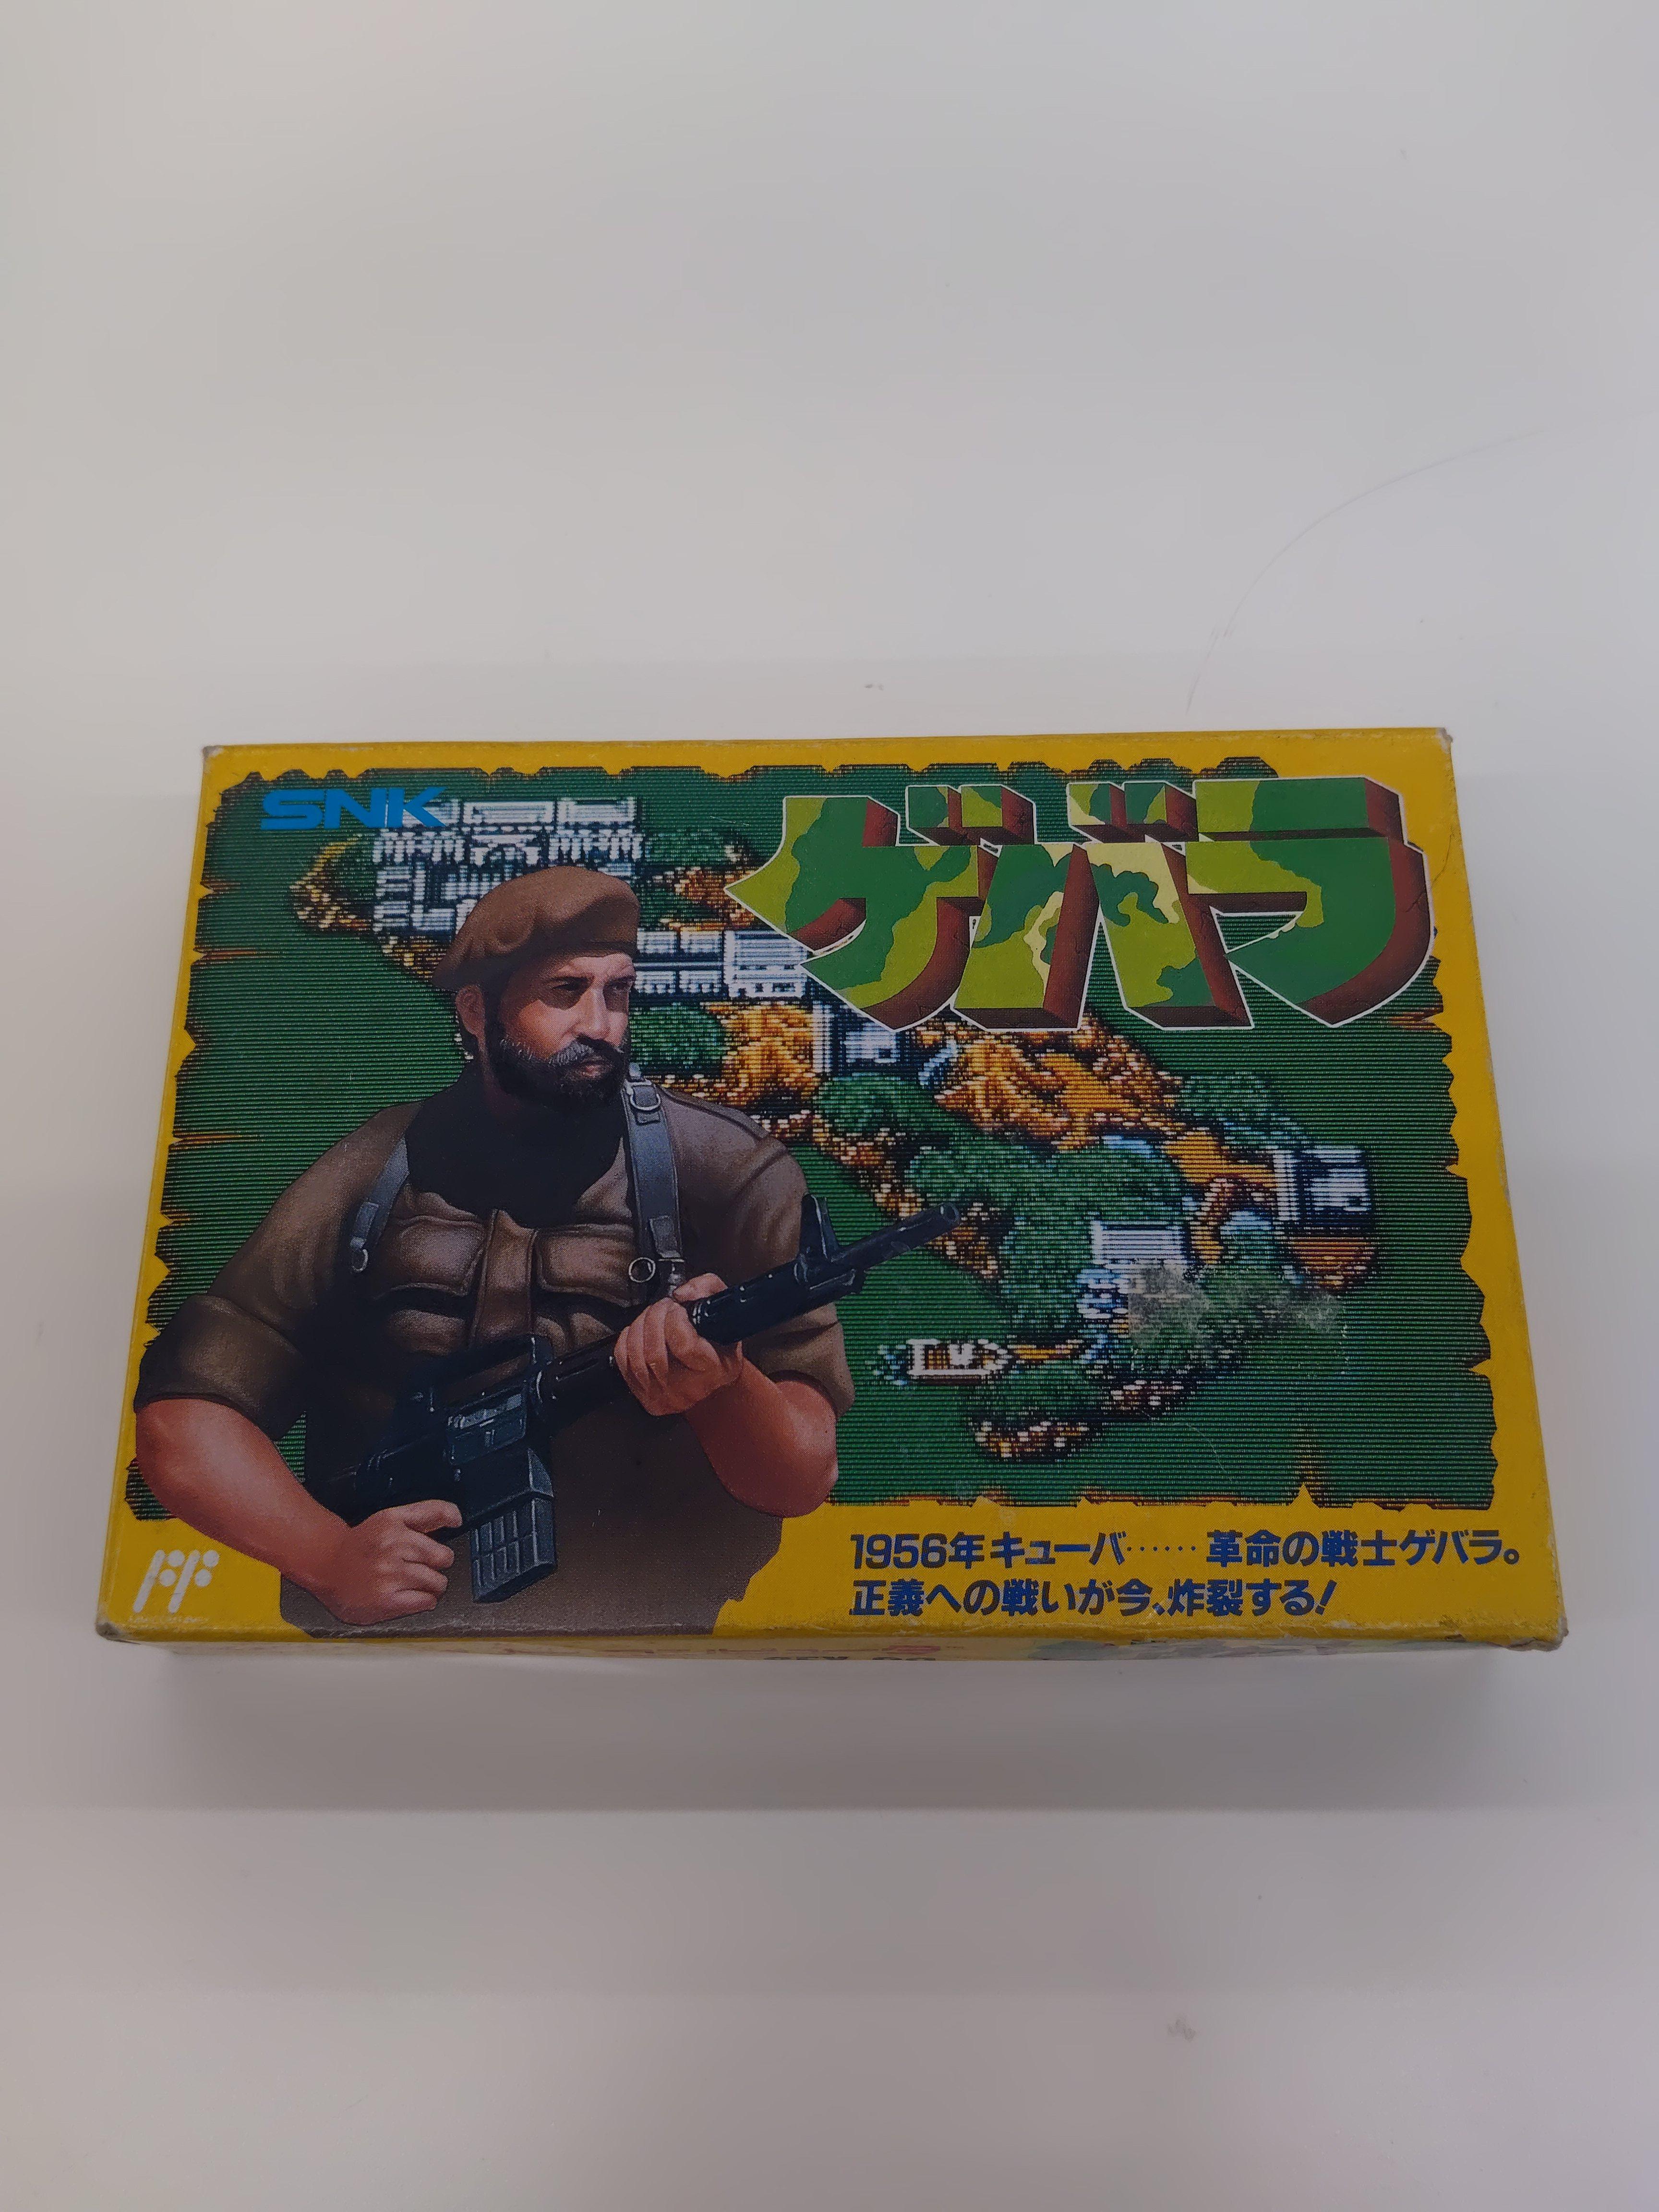 SNK
ゲバラ
1956年キューバ……革命の戦士ゲバラ。
正義への戦いが今、炸裂する!